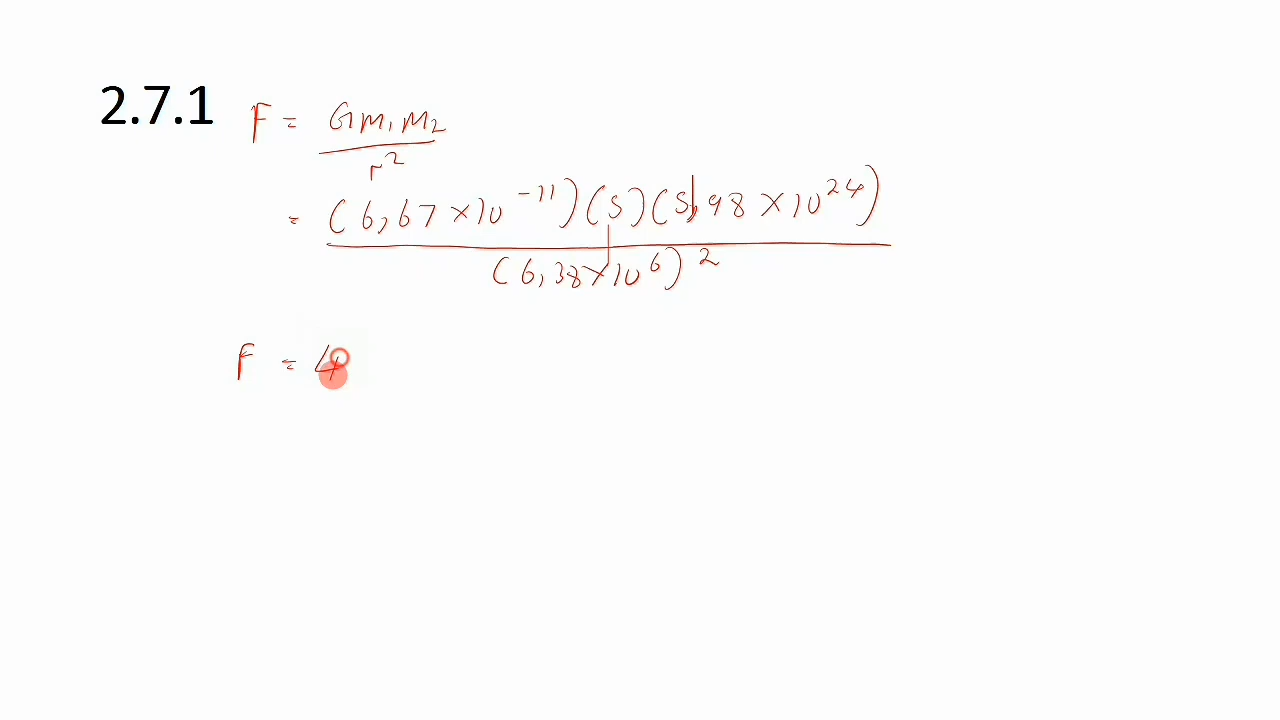 2.7.1 F = Gm₁m₂ / r²
= (6,67 × 10⁻¹¹)(5)(5,98 × 10²⁴) / (6,38 × 10⁶)²
F = 4